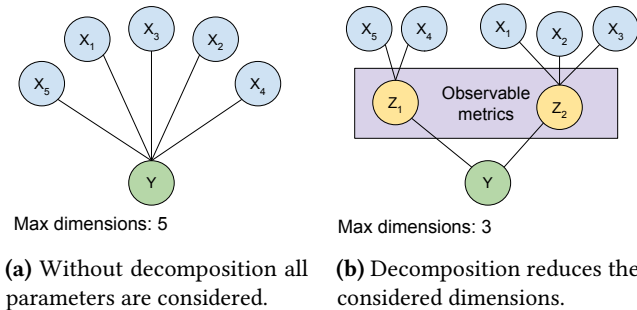 X3
X1
X2
X5
X4
Y
Max dimensions: 5
(a) Without decomposition all
parameters are considered.
X5
X4
X1
X2
X3
Observable
metrics
Z1
Z2
Y
Max dimensions: 3
(b) Decomposition reduces the
considered dimensions.